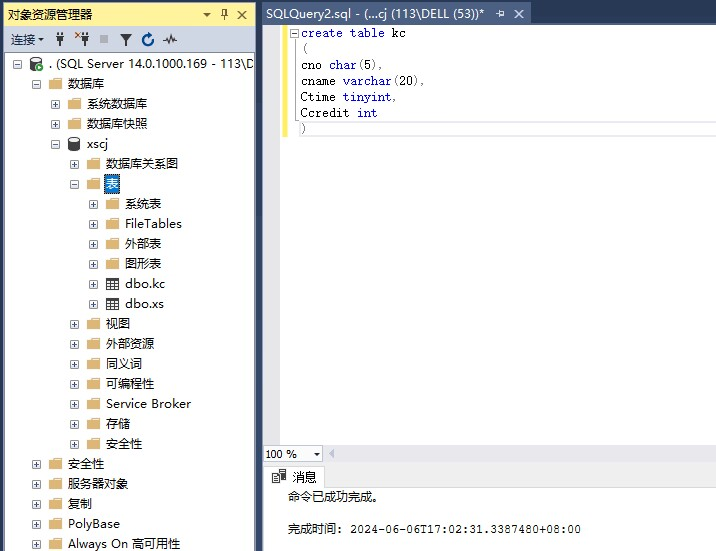 对象资源管理器
连接
. (SQL Server 14.0.1000.169 - 113\D
数据库
系统数据库
数据库快照
xscj
数据库关系图
表
系统表
FileTables
外部表
图形表
dbo.kc
dbo.xs
视图
外部资源
同义词
可编程性
Service Broker
存储
安全性
安全性
服务器对象
复制
PolyBase
Always On 高可用性
SQLQuery2.sql - (...cj (113\DELL (53))*
create table kc
(
cno char(5),
cname varchar(20),
Ctime tinyint,
Ccredit int
)
100 %
消息
命令已成功完成。
完成时间: 2024-06-06T17:02:31.3387480+08:00